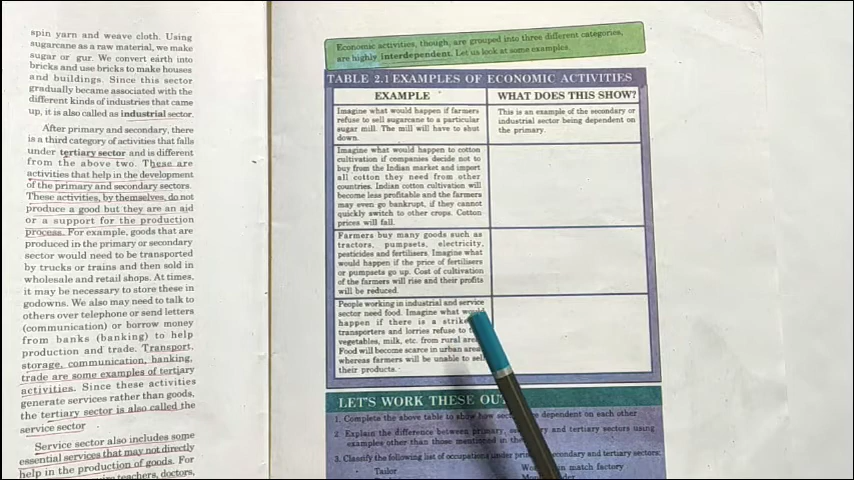 spin yarn and weave cloth. Using
sugarcane as a raw material, we make
sugar or gur. We convert earth into
bricks and use bricks to make houses
and buildings. Since this sector
gradually became associated with the
different kinds of industries that came
up, it is also called as industrial sector.
After primary and secondary, there
is a third category of activities that falls
under tertiary sector and is different
from the above two. These are
activities that help in the development
of the primary and secondary sectors.
These activities, by themselves, do not
produce a good but they are an aid
or a support for the production
process. For example, goods that are
produced in the primary or secondary
sector would need to be transported
by trucks or trains and then sold in
wholesale and retail shops. At times,
it may be necessary to store these in
godowns. We also may need to talk to
others over telephone or send letters
(communication) or borrow money
from banks (banking) to help
production and trade. Transport,
storage, communication, banking,
trade are some examples of tertiary
activities. Since these activities
generate services rather than goods,
the tertiary sector is also called the
service sector
Service sector also includes some
essential services that may not directly
help in the production of goods. For
teachers, doctors,
Economic activities, though, are grouped into three different categories,
are highly interdependent. Let us look at some examples.
TABLE 2.1 EXAMPLES OF ECONOMIC ACTIVITIES
EXAMPLE
Imagine what would happen if farmers
refuse to sell sugarcane to a particular
sugar mill. The mill will have to shut
down.
WHAT DOES THIS SHOW?
This is an example of the secondary or
industrial sector being dependent on
the primary.
Imagine what would happen to cotton
cultivation if companies decide not to
buy from the Indian market and import
all cotton they need from other
countries. Indian cotton cultivation will
become less profitable and the farmers
may even go bankrupt, if they cannot
quickly switch to other crops. Cotton
prices will fall.
Farmers buy many goods such as
tractors, pumpsets, electricity,
pesticides and fertilisers. Imagine what
would happen if the price of fertilisers
or pumpsets go up. Cost of cultivation
of the farmers will rise and their profits
will be reduced.
People working in industrial and service
sector need food. Imagine what would
happen if there is a strike
transporters and lorries refuse to
vegetables, milk, etc. from rural
Food will become scarce in urban
whereas farmers will be unable to sell
their products.
LET'S WORK THESE OU
1. Complete the above table to show how are dependent on each other
2. Explain the difference between primary, and tertiary sectors using
examples other than those mentioned in the
3. Classify the following list of occupations under and tertiary sectors:
• Tailor
in match factory